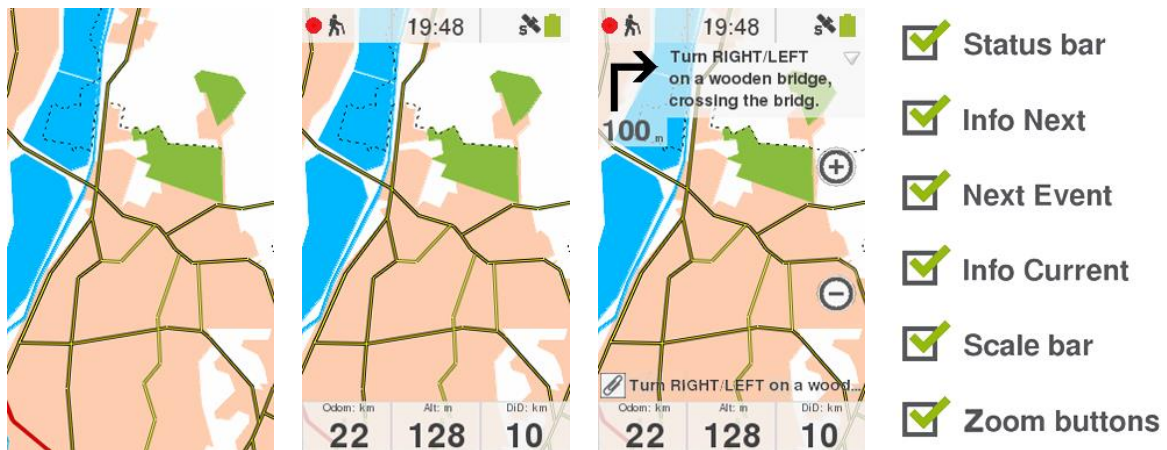 19:48
S
Odom: km
Alt: m
DiD: km
22
128
10
19:48
S
Turn RIGHT/LEFT
on a wooden bridge,
crossing the bridg.
100 m
+
−
Turn RIGHT/LEFT on a wood...
Odom: km
Alt: m
DiD: km
22
128
10
Status bar
Info Next
Next Event
Info Current
Scale bar
Zoom buttons